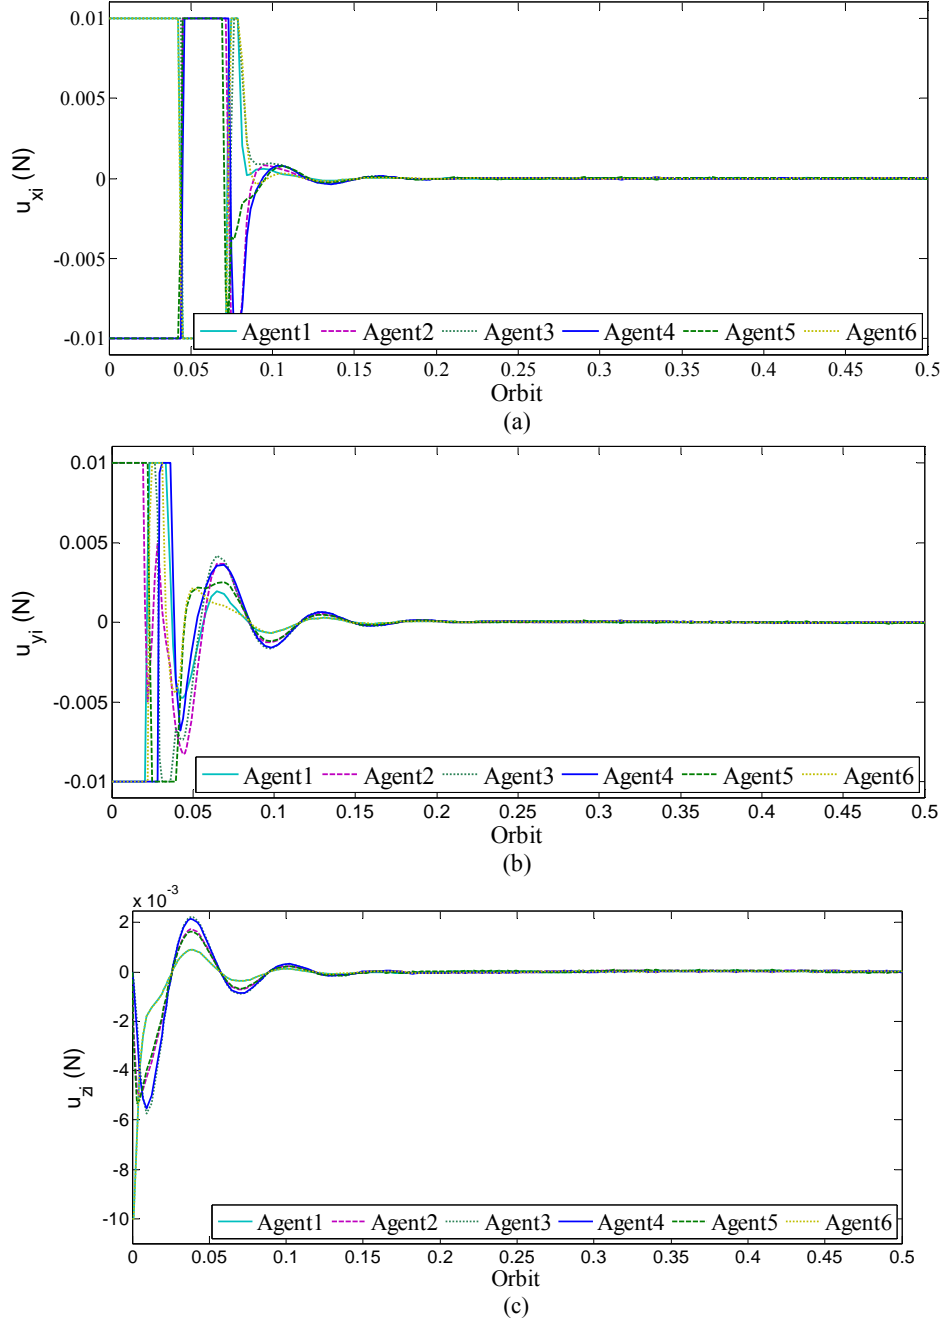 0.01
0.005
0
-0.005
-0.01
u_xi (N)
Agent1 Agent2 Agent3 Agent4 Agent5 Agent6
0 0.05 0.1 0.15 0.2 0.25 0.3 0.35 0.4 0.45 0.5
Orbit
(a)
0.01
0.005
0
-0.005
-0.01
u_yi (N)
Agent1 Agent2 Agent3 Agent4 Agent5 Agent6
0 0.05 0.1 0.15 0.2 0.25 0.3 0.35 0.4 0.45 0.5
Orbit
(b)
x 10^-3
2
0
-2
-4
-6
-8
-10
u_zi (N)
Agent1 Agent2 Agent3 Agent4 Agent5 Agent6
0 0.05 0.1 0.15 0.2 0.25 0.3 0.35 0.4 0.45 0.5
Orbit
(c)